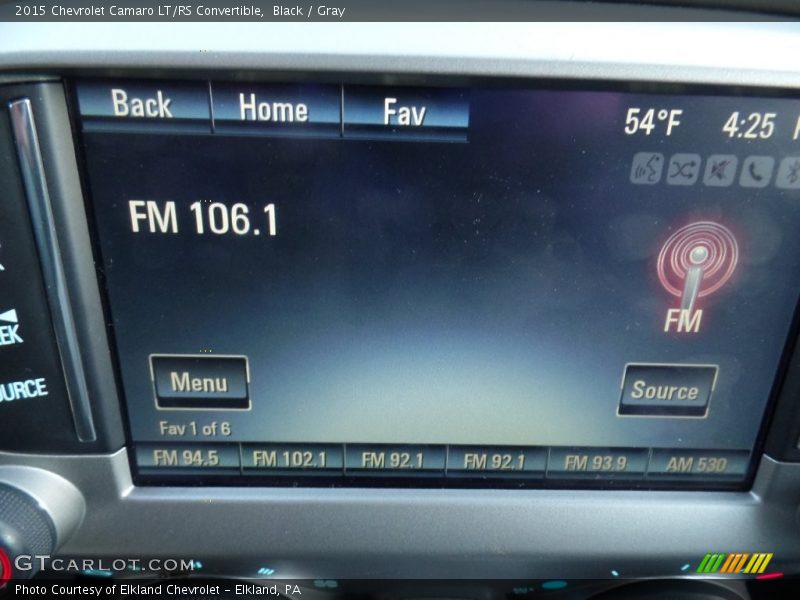 2015 Chevrolet Camaro LT/RS Convertible, Black / Gray
Back Home Fav
54°F 4:25
FM 106.1
FM
Menu Source
Fav 1 of 6
FM 94.5 FM 102.1 FM 92.1 FM 92.1 FM 93.9 AM 530
GTCARLOT.COM
Photo Courtesy of Elkland Chevrolet - Elkland, PA